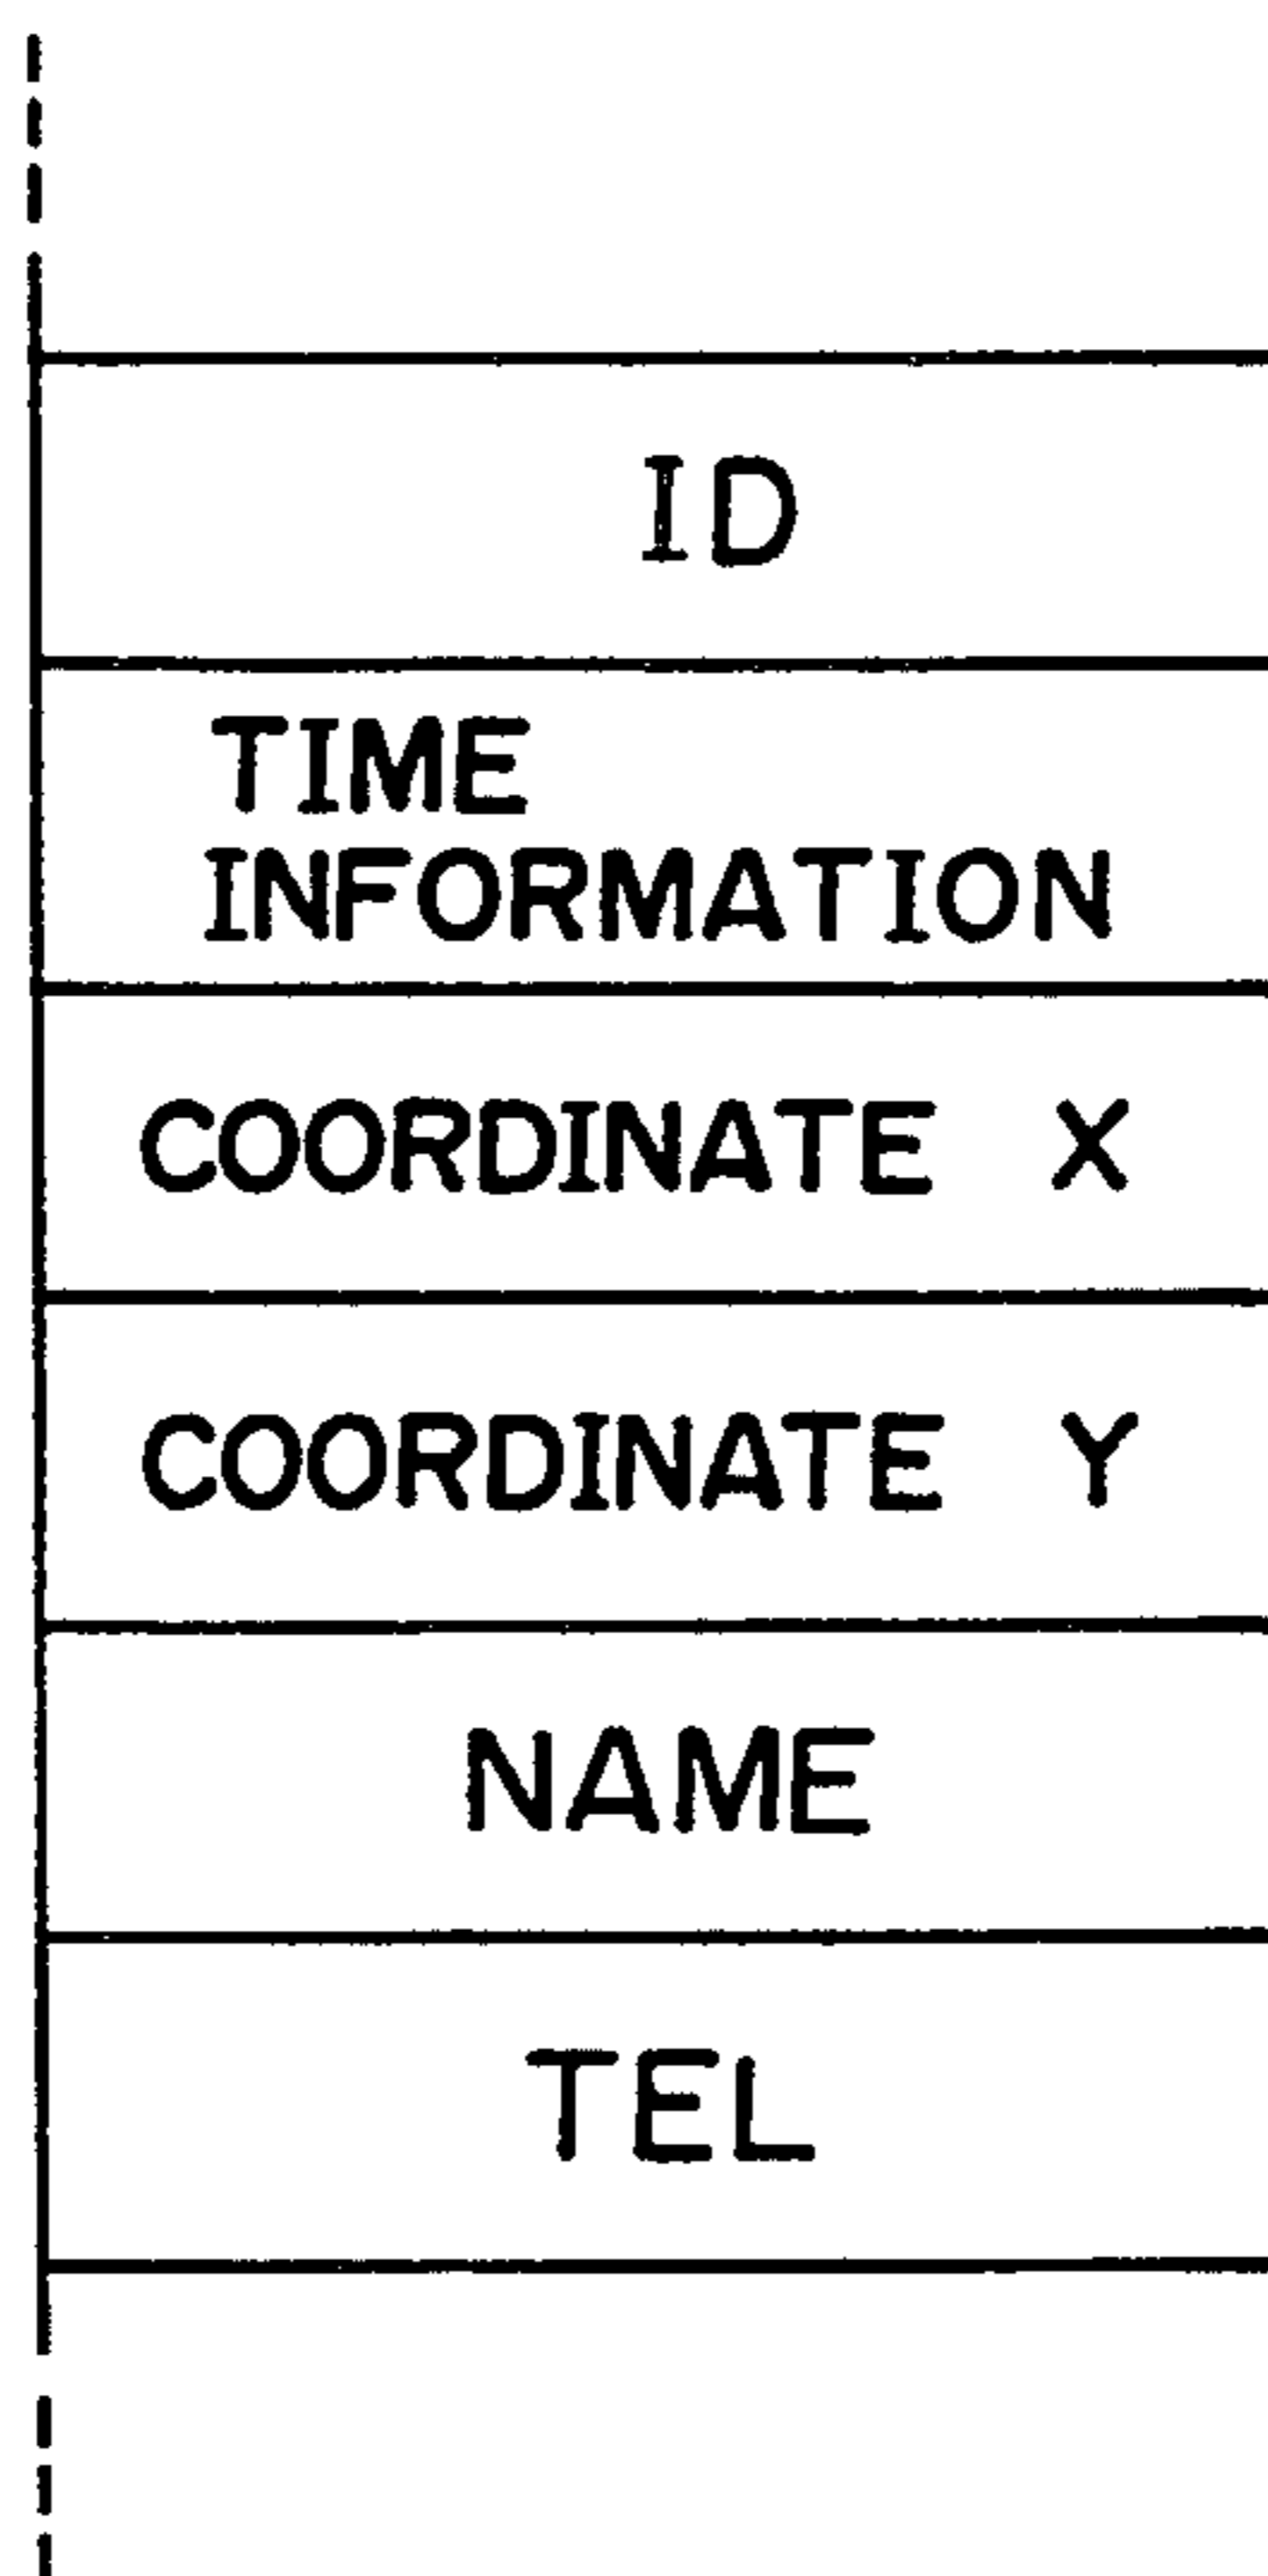 ID
TIME
INFORMATION
COORDINATE X
COORDINATE Y
NAME
TEL